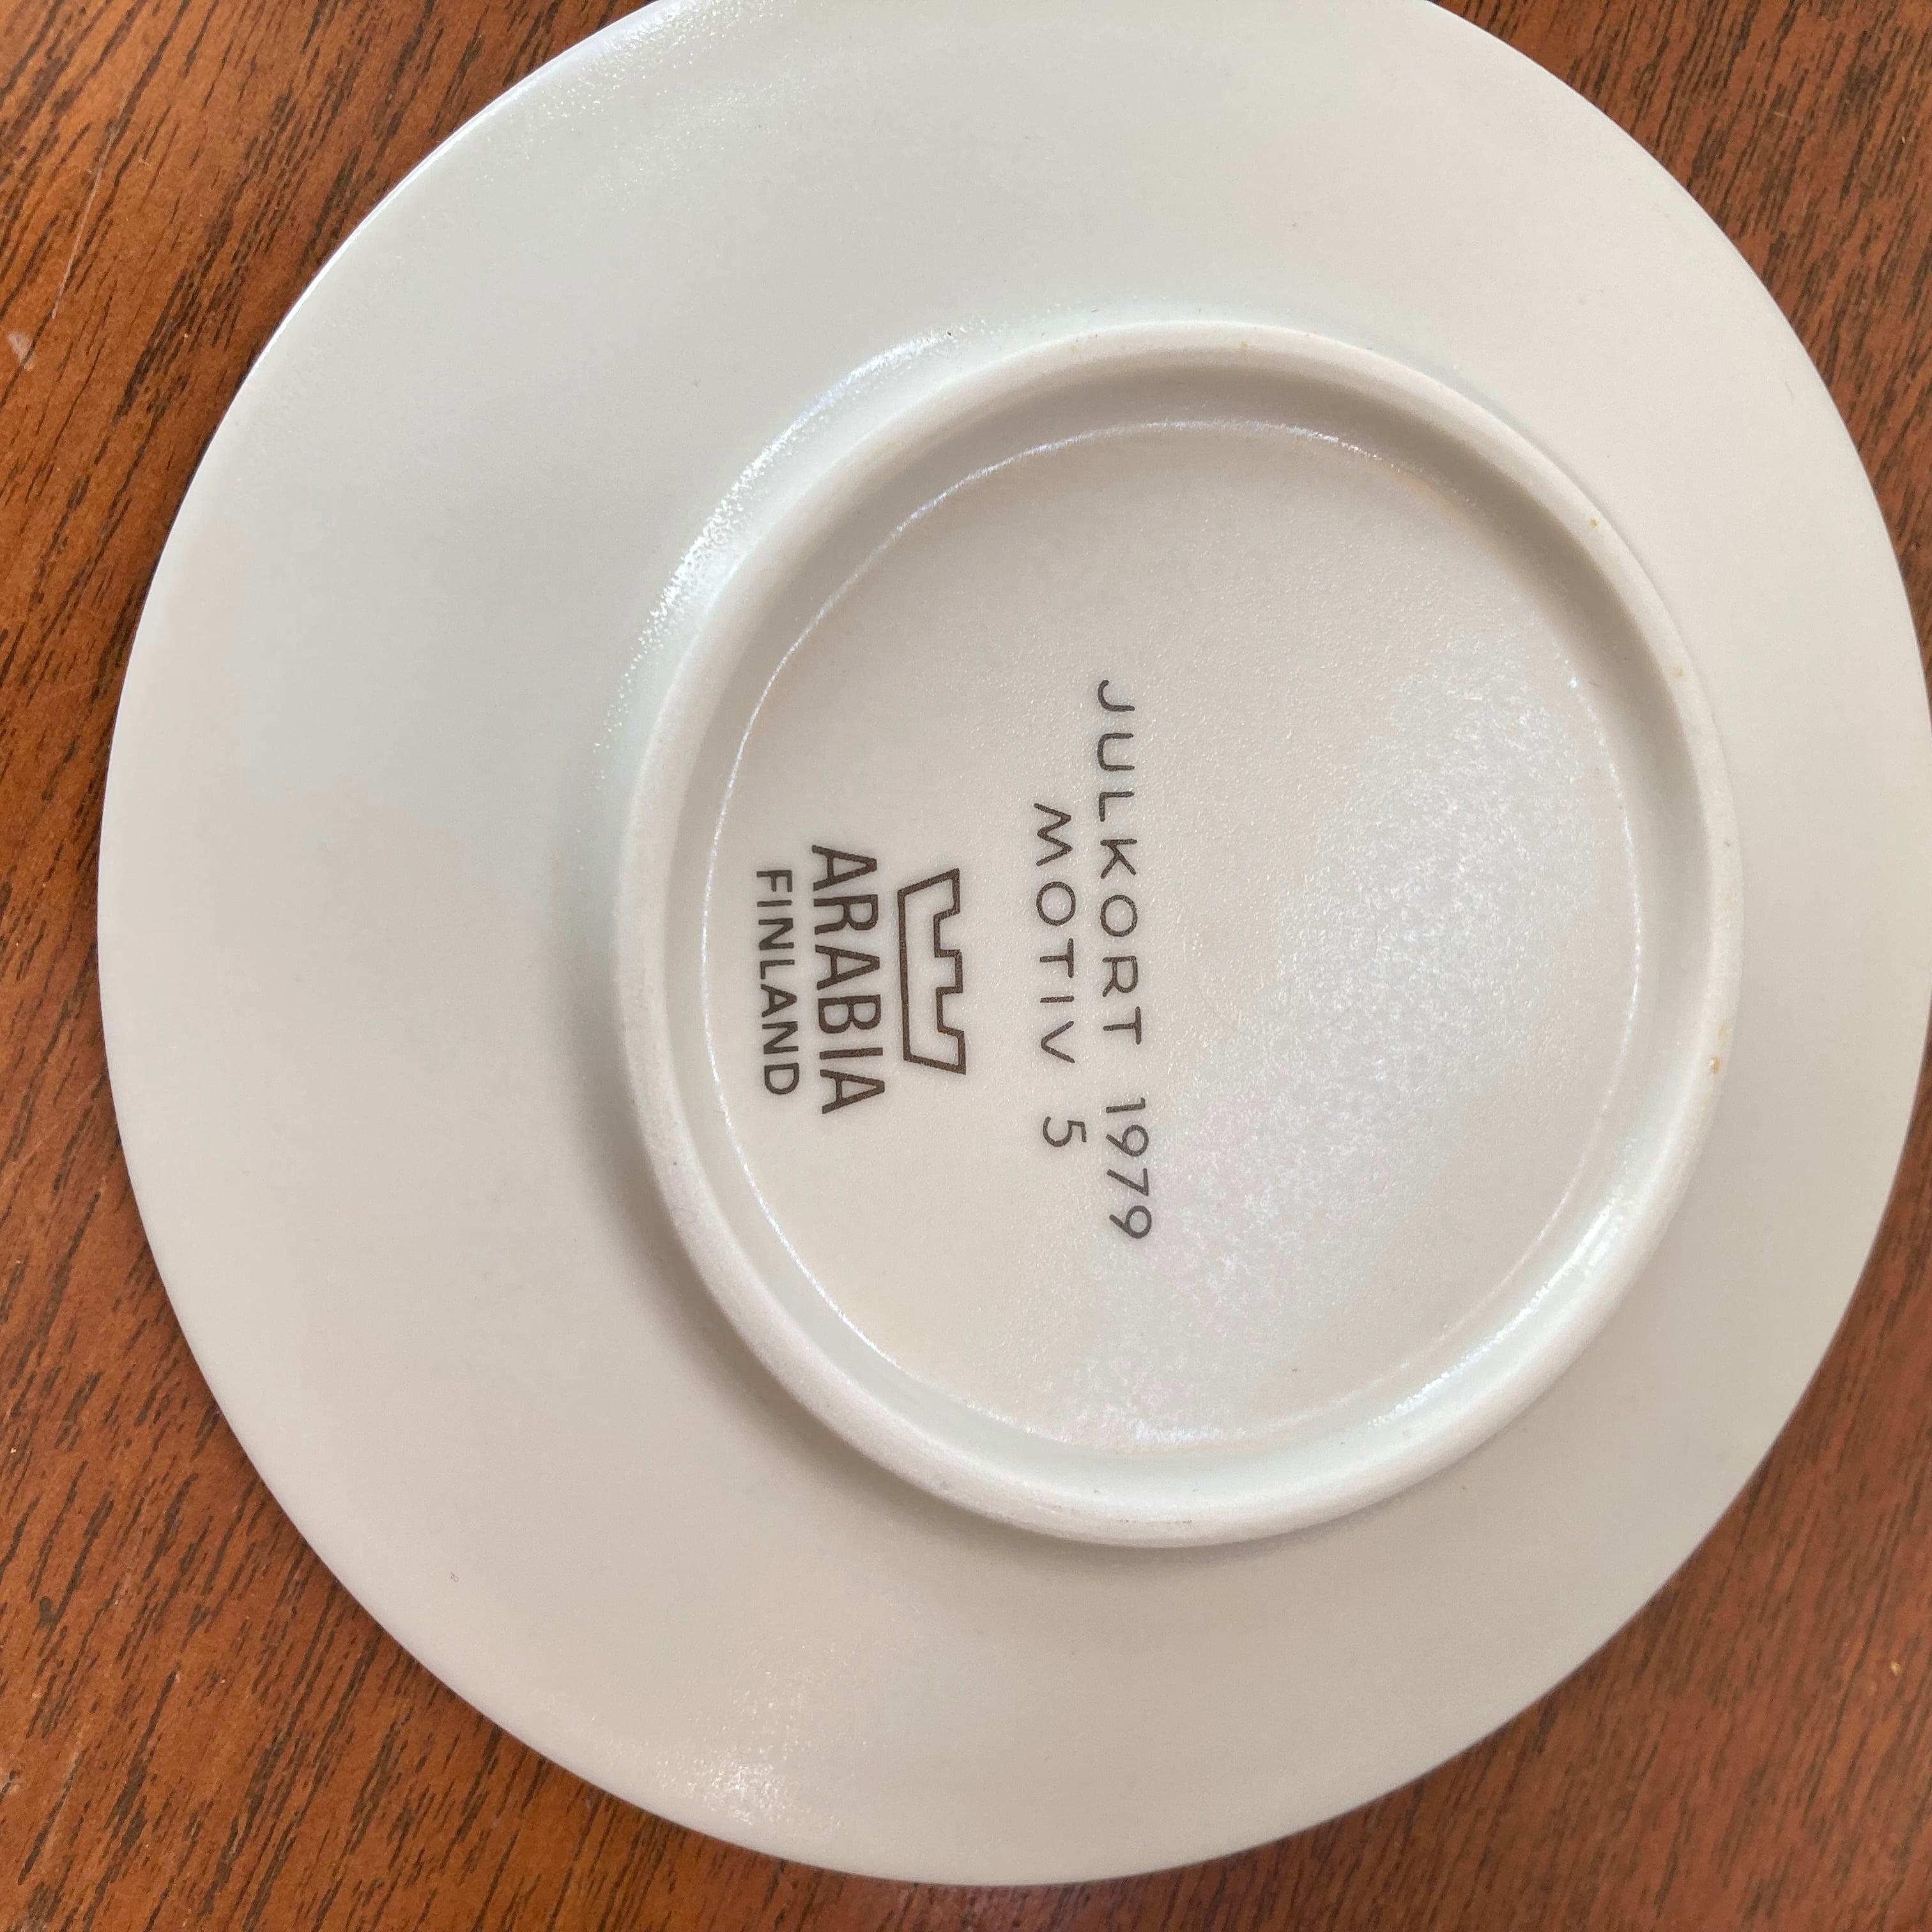 JULKORT 1979
MOTIV 5
ARABIA
FINLAND